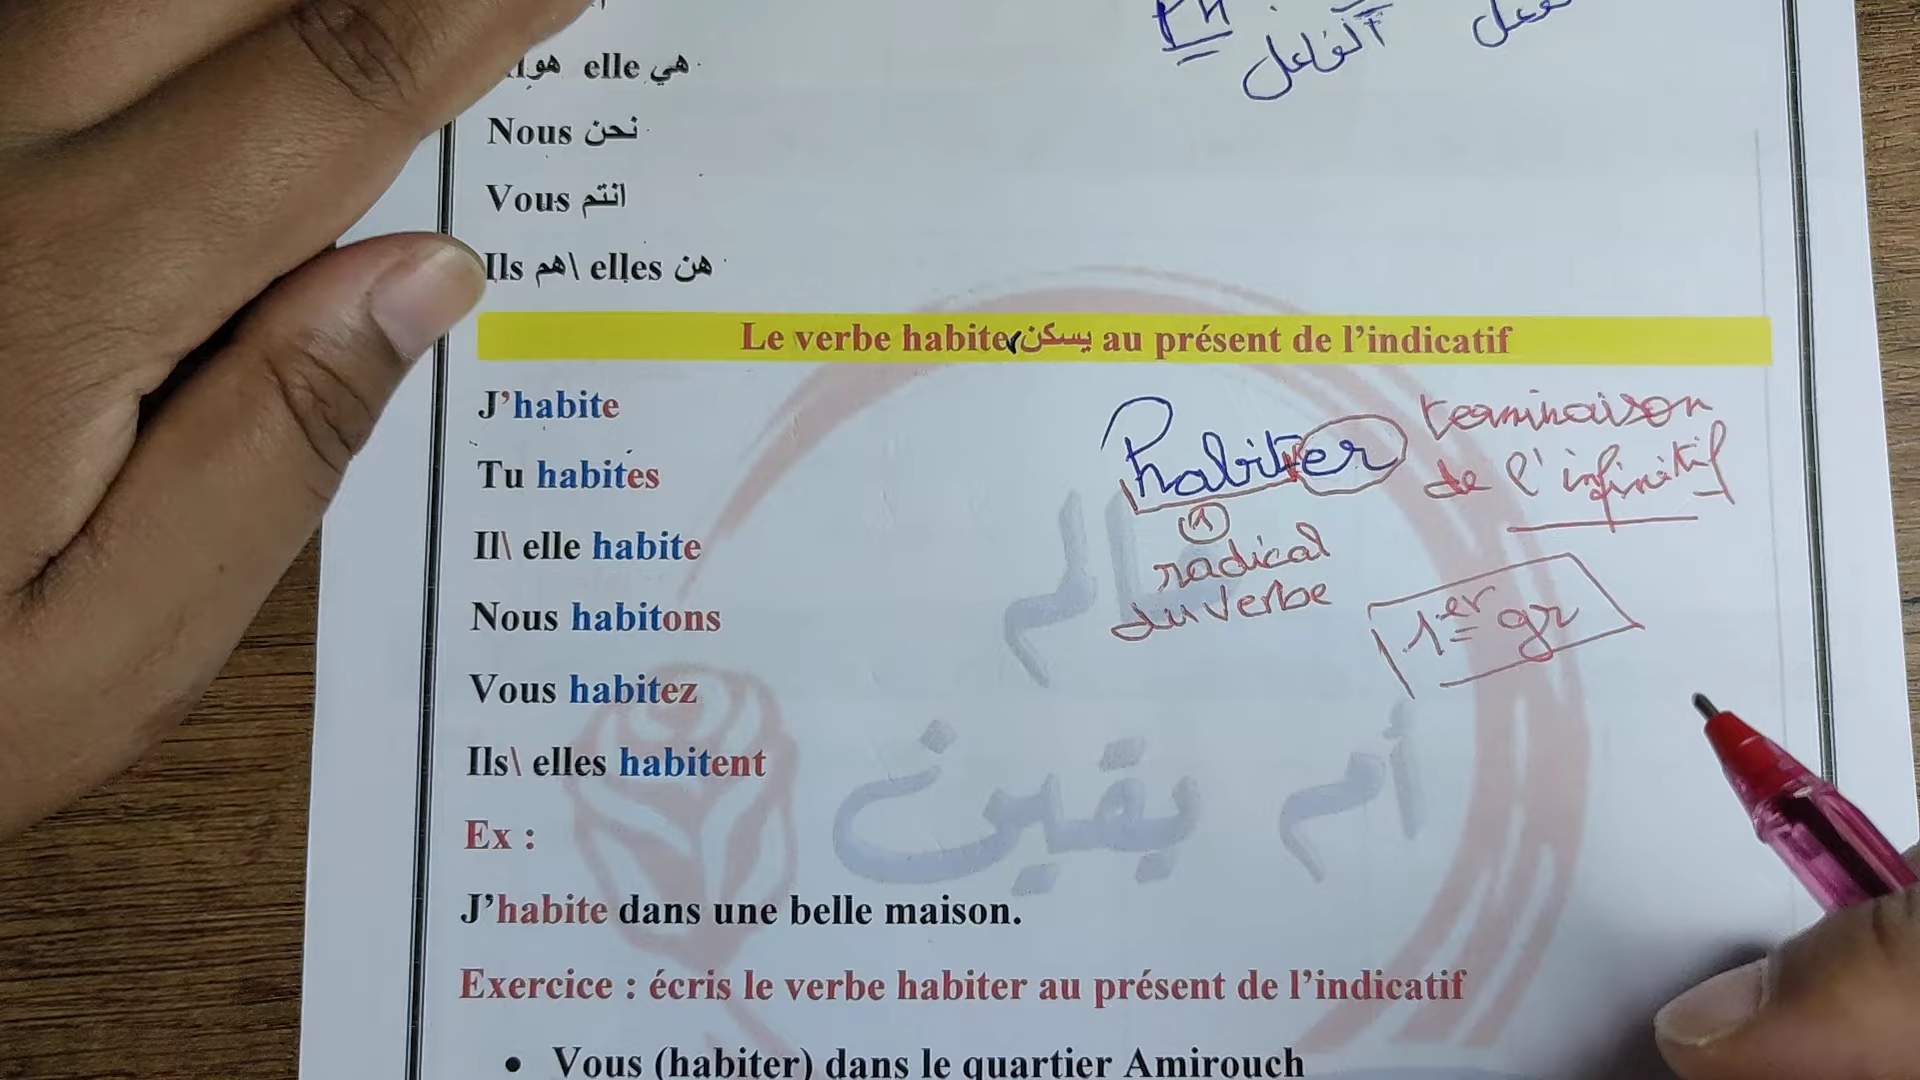 الفاعل
هو elle هي
Nous نحن
Vous انتم
Ils هم\ elles هن
Le verbe habiter يسكن au présent de l’indicatif
J’habite
Tu habites
Il\ elle habite
Nous habitons
Vous habitez
Ils\ elles habitent
habiter
terminaison
de l'infinitif
1
radical
du verbe
1er gr
عالم
أم يقين
Ex :
J’habite dans une belle maison.
Exercice : écris le verbe habiter au présent de l’indicatif
• Vous (habiter) dans le quartier Amirouch